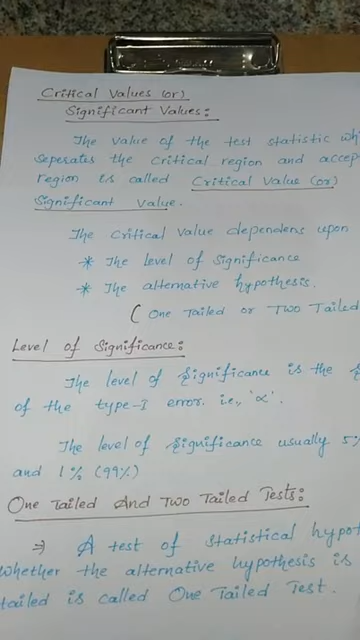 Critical Values (or)
Significant Values:
The value of the test statistic wh
seperates the critical region and accep
region is called Critical Value (or)
Significant Value.
The critical value dependens upon
* The level of significance
* The alternative hypothesis.
( One Tailed or Two Tailed
Level of Significance:
The level of significance is the
of the type-I error. i.e., 'α'.
The level of significance usually 5%
and 1% (99%)
One Tailed And Two Tailed Tests:
⇒ A test of statistical hypot
whether the alternative hypothesis is
tailed is called One Tailed Test.